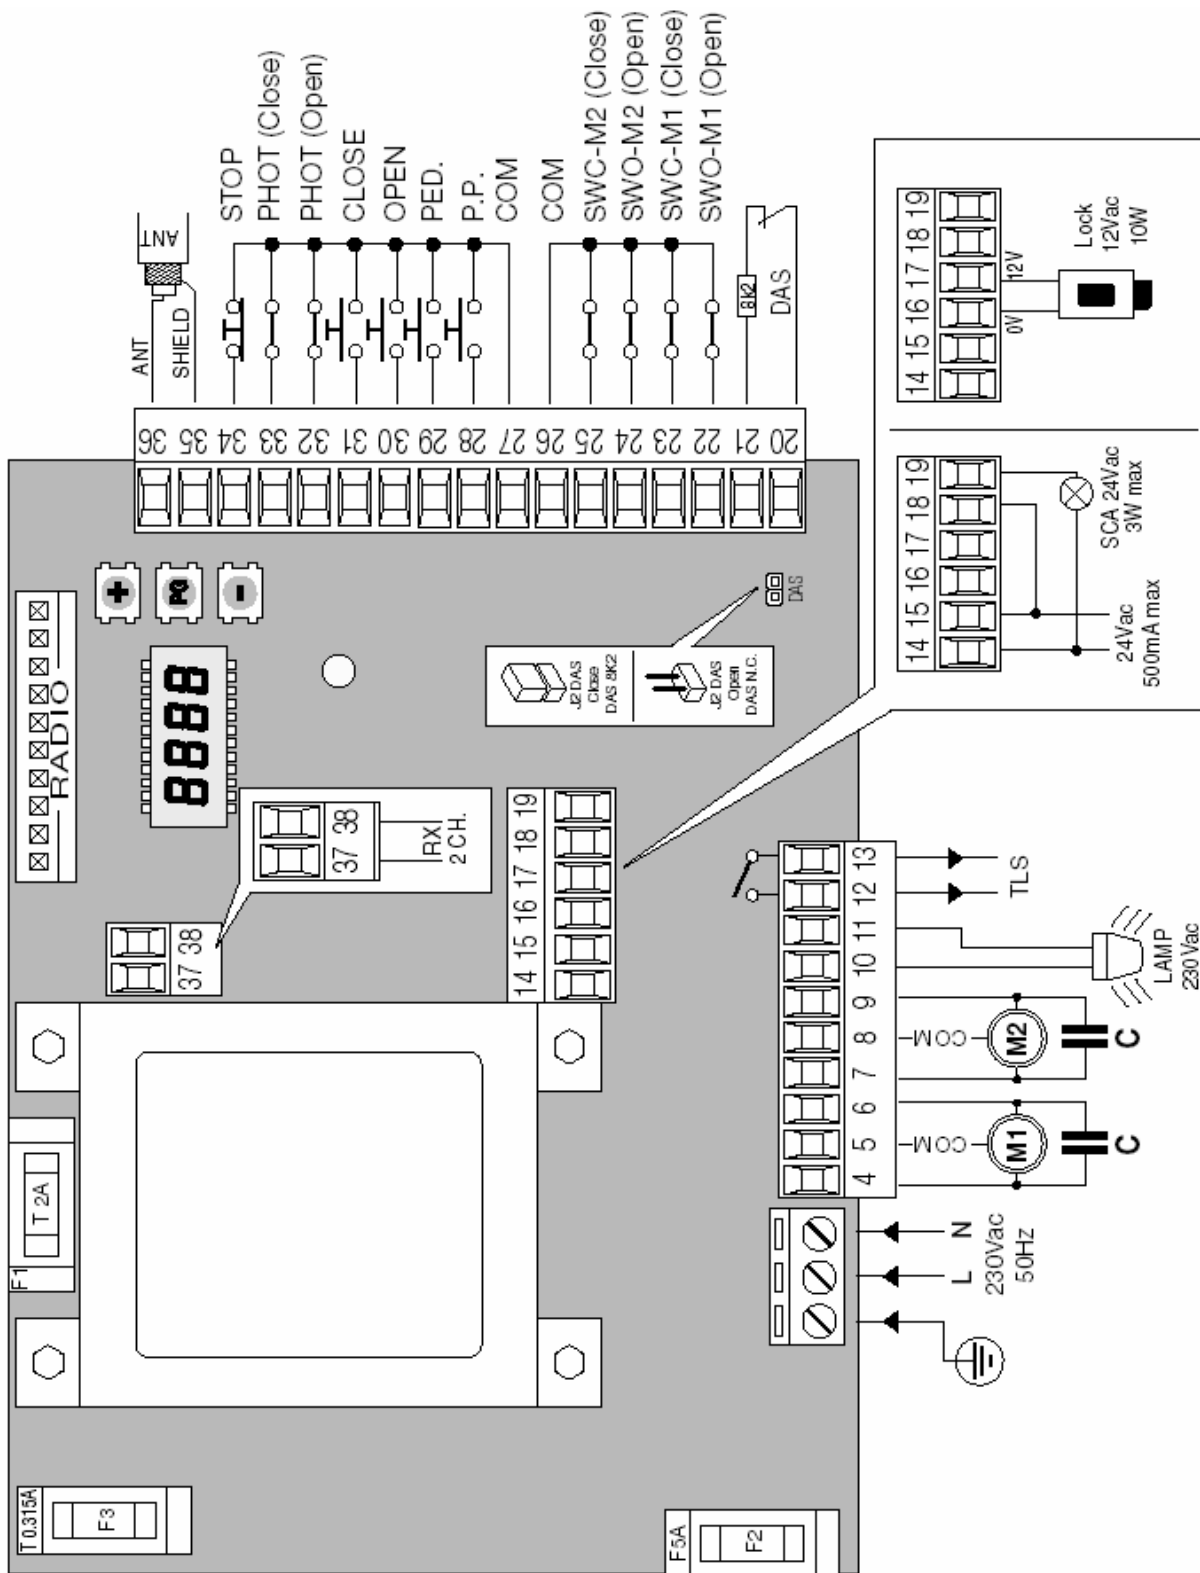 ANT
ANT
SHIELD
STOP
PHOT (Close)
PHOT (Open)
CLOSE
OPEN
PED.
P.P.
COM
COM
SWC-M2 (Close)
SWO-M2 (Open)
SWC-M1 (Close)
SWO-M1 (Open)
8k2
DAS
36 35 34 33 32 31 30 29 28 27 26 25 24 23 22 21 20
RADIO
8888
+
PG
-
DAS
J2 DAS
Close
DAS 8K2
J2 DAS
Open
DAS N.C.
37 38
37 38
RX
2 CH.
14 15 16 17 18 19
14 15 16 17 18 19
0V
12V
Lock
12Vac
10W
14 15 16 17 18 19
24Vac
500mA max
SCA 24Vac
3W max
F1
T 2A
T 0.315A
F3
F5A
F2
4 5 6 7 8 9 10 11 12 13
L
N
230Vac
50Hz
COM
M1
C
COM
M2
C
LAMP
230 Vac
TLS